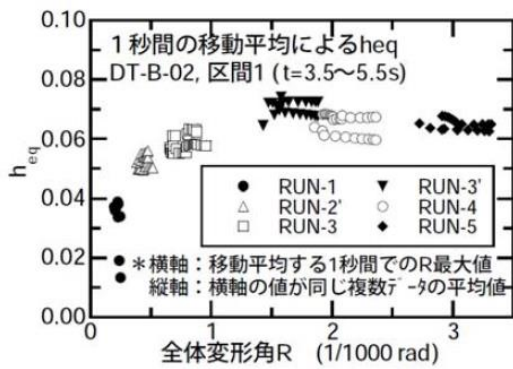 0.10
1秒間の移動平均によるheq
DT-B-02, 区間1 (t=3.5〜5.5s)
0.08
0.06
0.04
0.02
0.00
heq
RUN-1 RUN-3'
RUN-2' RUN-4
RUN-3 RUN-5
*横軸：移動平均する1秒間でのR最大値
縦軸：横軸の値が同じ複数データの平均値
0 1 2 3
全体変形角R (1/1000 rad)